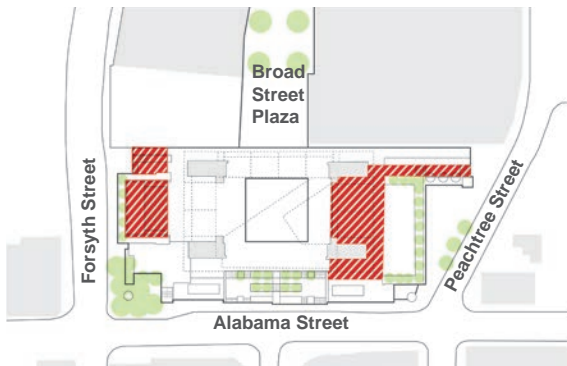 Broad
Street
Plaza
Forsyth Street
Peachtree Street
Alabama Street